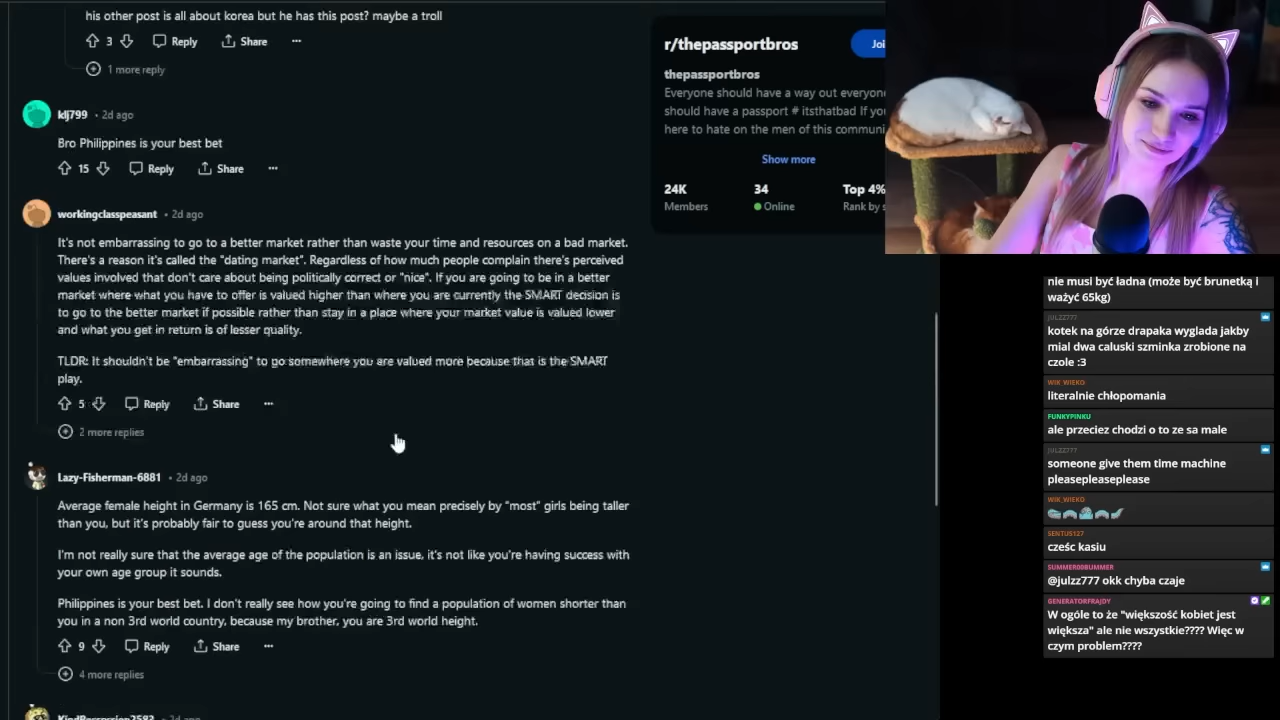 his other post is all about korea but he has this post? maybe a troll
3 Reply Share
1 more reply
klj799 • 2d ago
Bro Philippines is your best bet
15 Reply Share
workingclasspeasant • 2d ago
It's not embarrassing to go to a better market rather than waste your time and resources on a bad market.
There's a reason it's called the "dating market". Regardless of how much people complain there's perceived
values involved that don't care about being politically correct or "nice". If you are going to be in a better
market where what you have to offer is valued higher than where you are currently the SMART decision is
to go to the better market if possible rather than stay in a place where your market value is valued lower
and what you get in return is of lesser quality.
TLDR: It shouldn't be "embarrassing" to go somewhere you are valued more because that is the SMART
play.
5 Reply Share
2 more replies
Lazy-Fisherman-6881 • 2d ago
Average female height in Germany is 165 cm. Not sure what you mean precisely by "most" girls being taller
than you, but it's probably fair to guess you're around that height.
I'm not really sure that the average age of the population is an issue, it's not like you're having success with
your own age group it sounds.
Philippines is your best bet. I don't really see how you're going to find a population of women shorter than
you in a non 3rd world country, because my brother, you are 3rd world height.
9 Reply Share
4 more replies
r/thepassportbros
Joi
thepassportbros
Everyone should have a way out everyone
should have a passport # itsthatbad If you
here to hate on the men of this communi
Show more
24K 34 Top 4%
Members Online Rank by s
nie musi być ładna (może być brunetką i
ważyć 65kg)
JULZZ777
kotek na górze drapaka wyglada jakby
mial dwa caluski szminka zrobione na
czole :3
WIK_WIEKO
literalnie chłopomania
FUNKYPINKU
ale przeciez chodzi o to ze sa male
JULZZ777
someone give them time machine
pleasepleaseplease
WIK_WIEKO
SENTUS127
cześc kasiu
SUMMER00BUMMER
@julzz777 okk chyba czaje
GENERATORFRAJDY
W ogóle to że "większość kobiet jest
większa" ale nie wszystkie???? Więc w
czym problem????